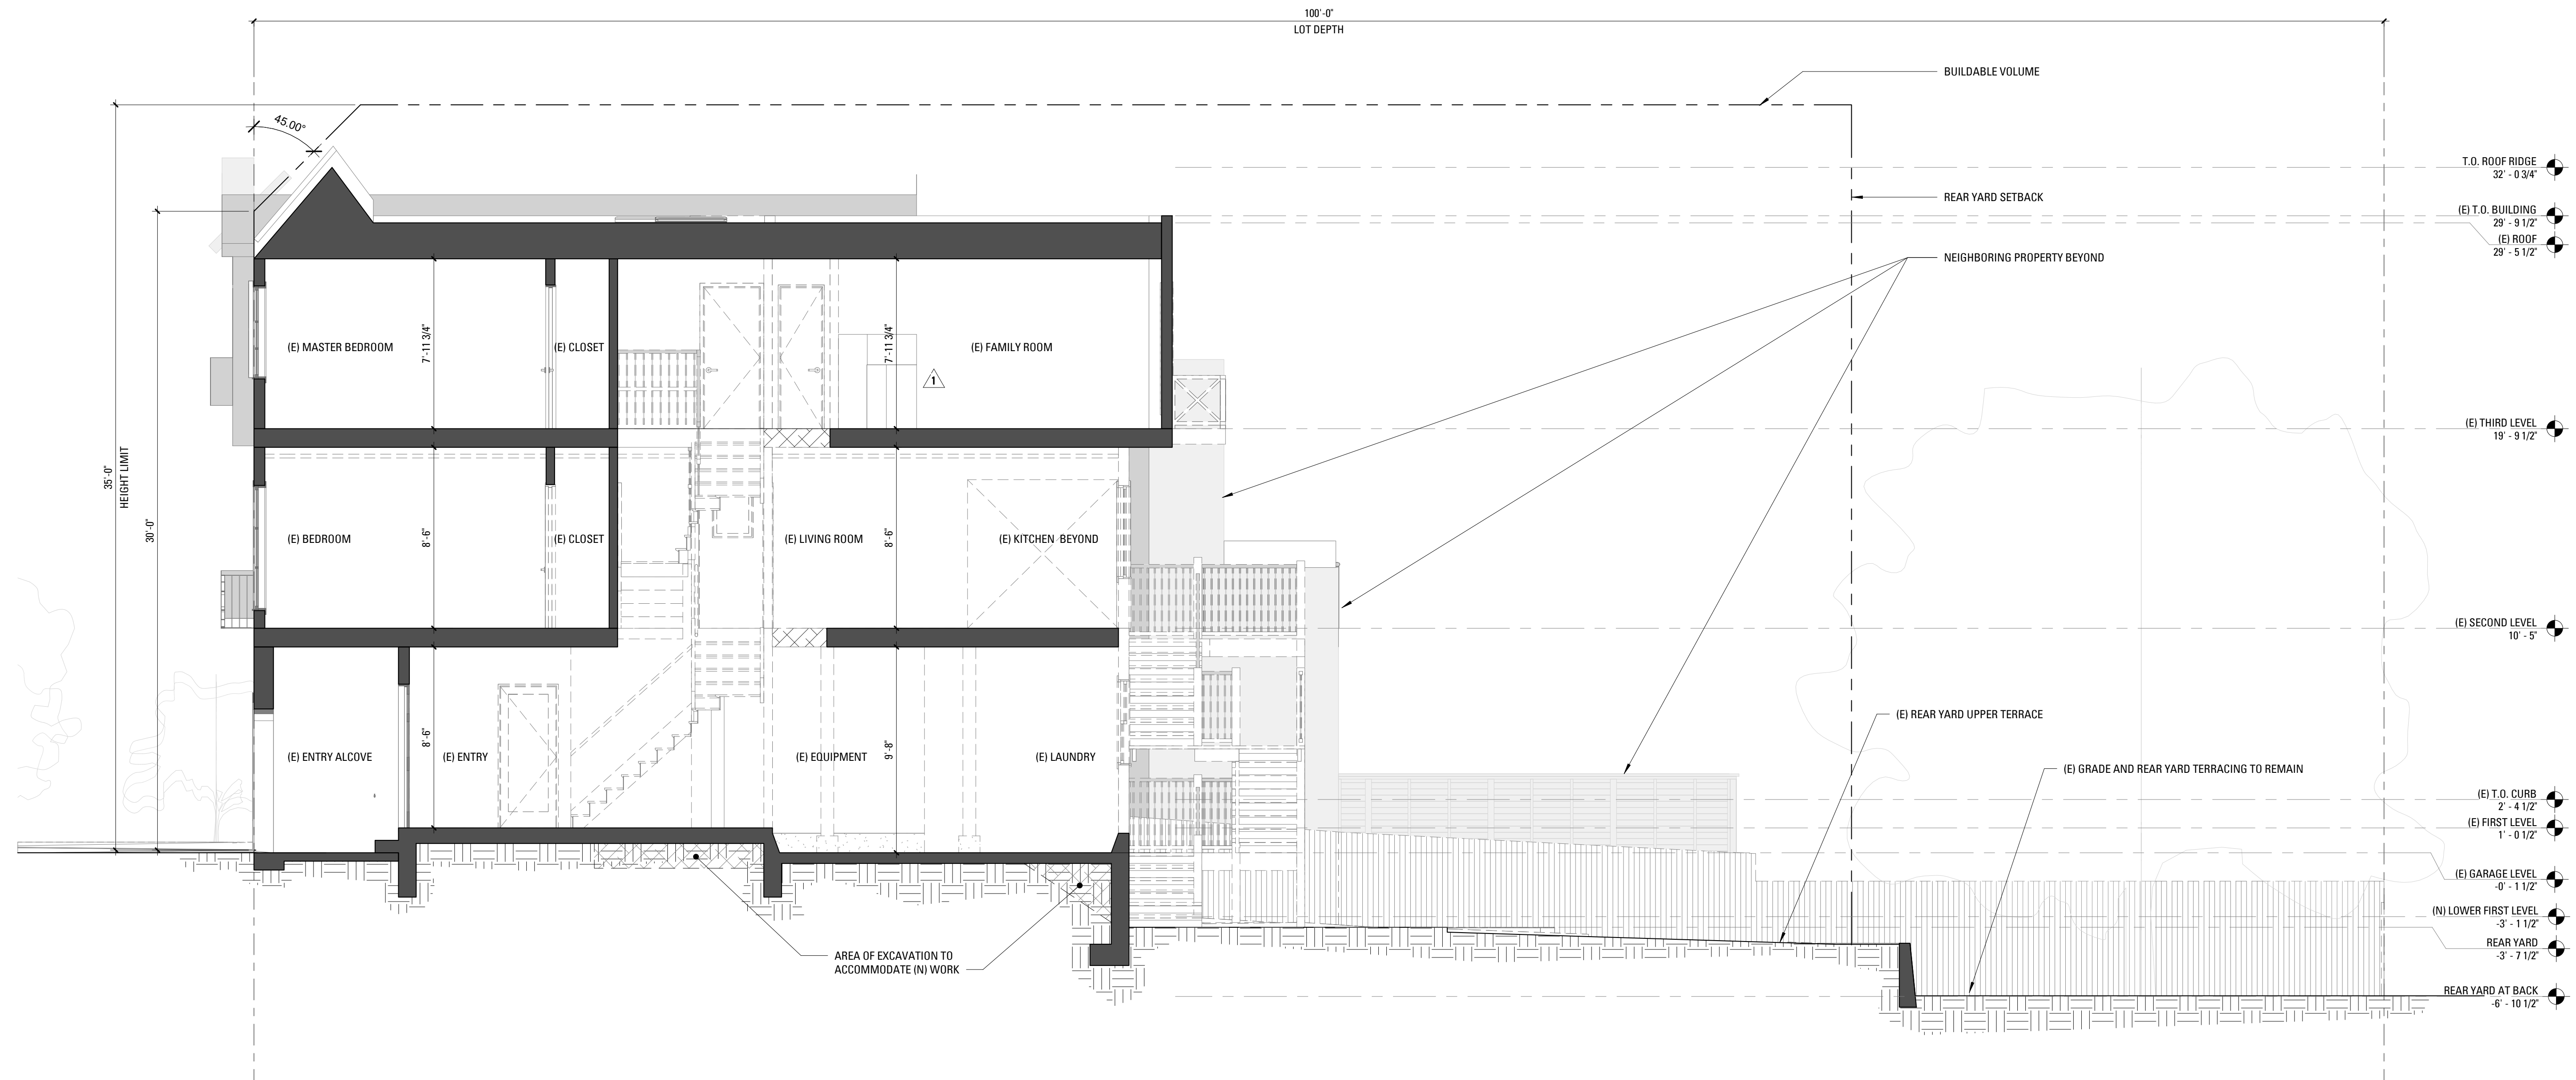 100'-0"
LOT DEPTH
BUILDABLE VOLUME
45.00°
T.O. ROOF RIDGE
32' - 0 3/4"
REAR YARD SETBACK
(E) T.O. BUILDING
29' - 9 1/2"
(E) ROOF
29' - 5 1/2"
NEIGHBORING PROPERTY BEYOND
(E) MASTER BEDROOM
7'-11 3/4"
(E) CLOSET
7'-11 3/4"
(E) FAMILY ROOM
1
(E) THIRD LEVEL
19' - 9 1/2"
35'-0"
HEIGHT LIMIT
30'-0"
(E) BEDROOM
8'-6"
(E) CLOSET
(E) LIVING ROOM
8'-6"
(E) KITCHEN BEYOND
(E) SECOND LEVEL
10' - 5"
(E) REAR YARD UPPER TERRACE
(E) ENTRY ALCOVE
8'-6"
(E) ENTRY
(E) EQUIPMENT
9'-8"
(E) LAUNDRY
(E) GRADE AND REAR YARD TERRACING TO REMAIN
(E) T.O. CURB
2' - 4 1/2"
(E) FIRST LEVEL
1' - 0 1/2"
(E) GARAGE LEVEL
-0' - 1 1/2"
(N) LOWER FIRST LEVEL
-3' - 1 1/2"
REAR YARD
-3' - 7 1/2"
AREA OF EXCAVATION TO
ACCOMMODATE (N) WORK
REAR YARD AT BACK
-6' - 10 1/2"